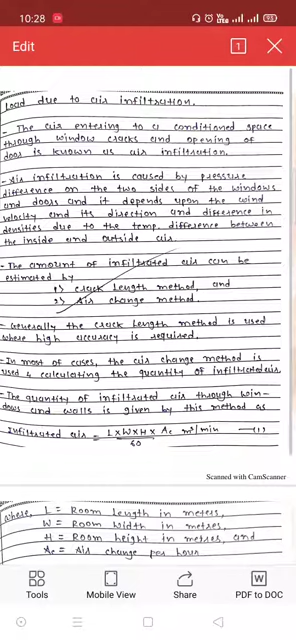 10:28
93
Edit
1
Load due to air infiltration.
- The air entering to a conditioned space
through window cracks and opening of
door is known as air infiltration.
- Air infiltration is caused by pressure
difference on the two sides of the windows
and doors and it depends upon the wind
velocity and its direction and difference in
densities due to the temp. difference between
the inside and outside air.
- The amount of infiltrated air can be
estimated by
1) crack length method, and
2) Air change method.
- Generally the crack length method is used
where high accuracy is required.
- In most of cases, the air change method is
used calculating the quantity of infiltrated air.
- The quantity of infiltrated air through win-
dows and walls is given by this method as
Infiltrated air = L×W×H× Ac m³/min —(1)
60
Scanned with CamScanner
where, L = Room Length in meters,
W = Room width in metres,
H = Room height in metres, and
Ac = Air change per hour
Tools
Mobile View
Share
W
PDF to DOC